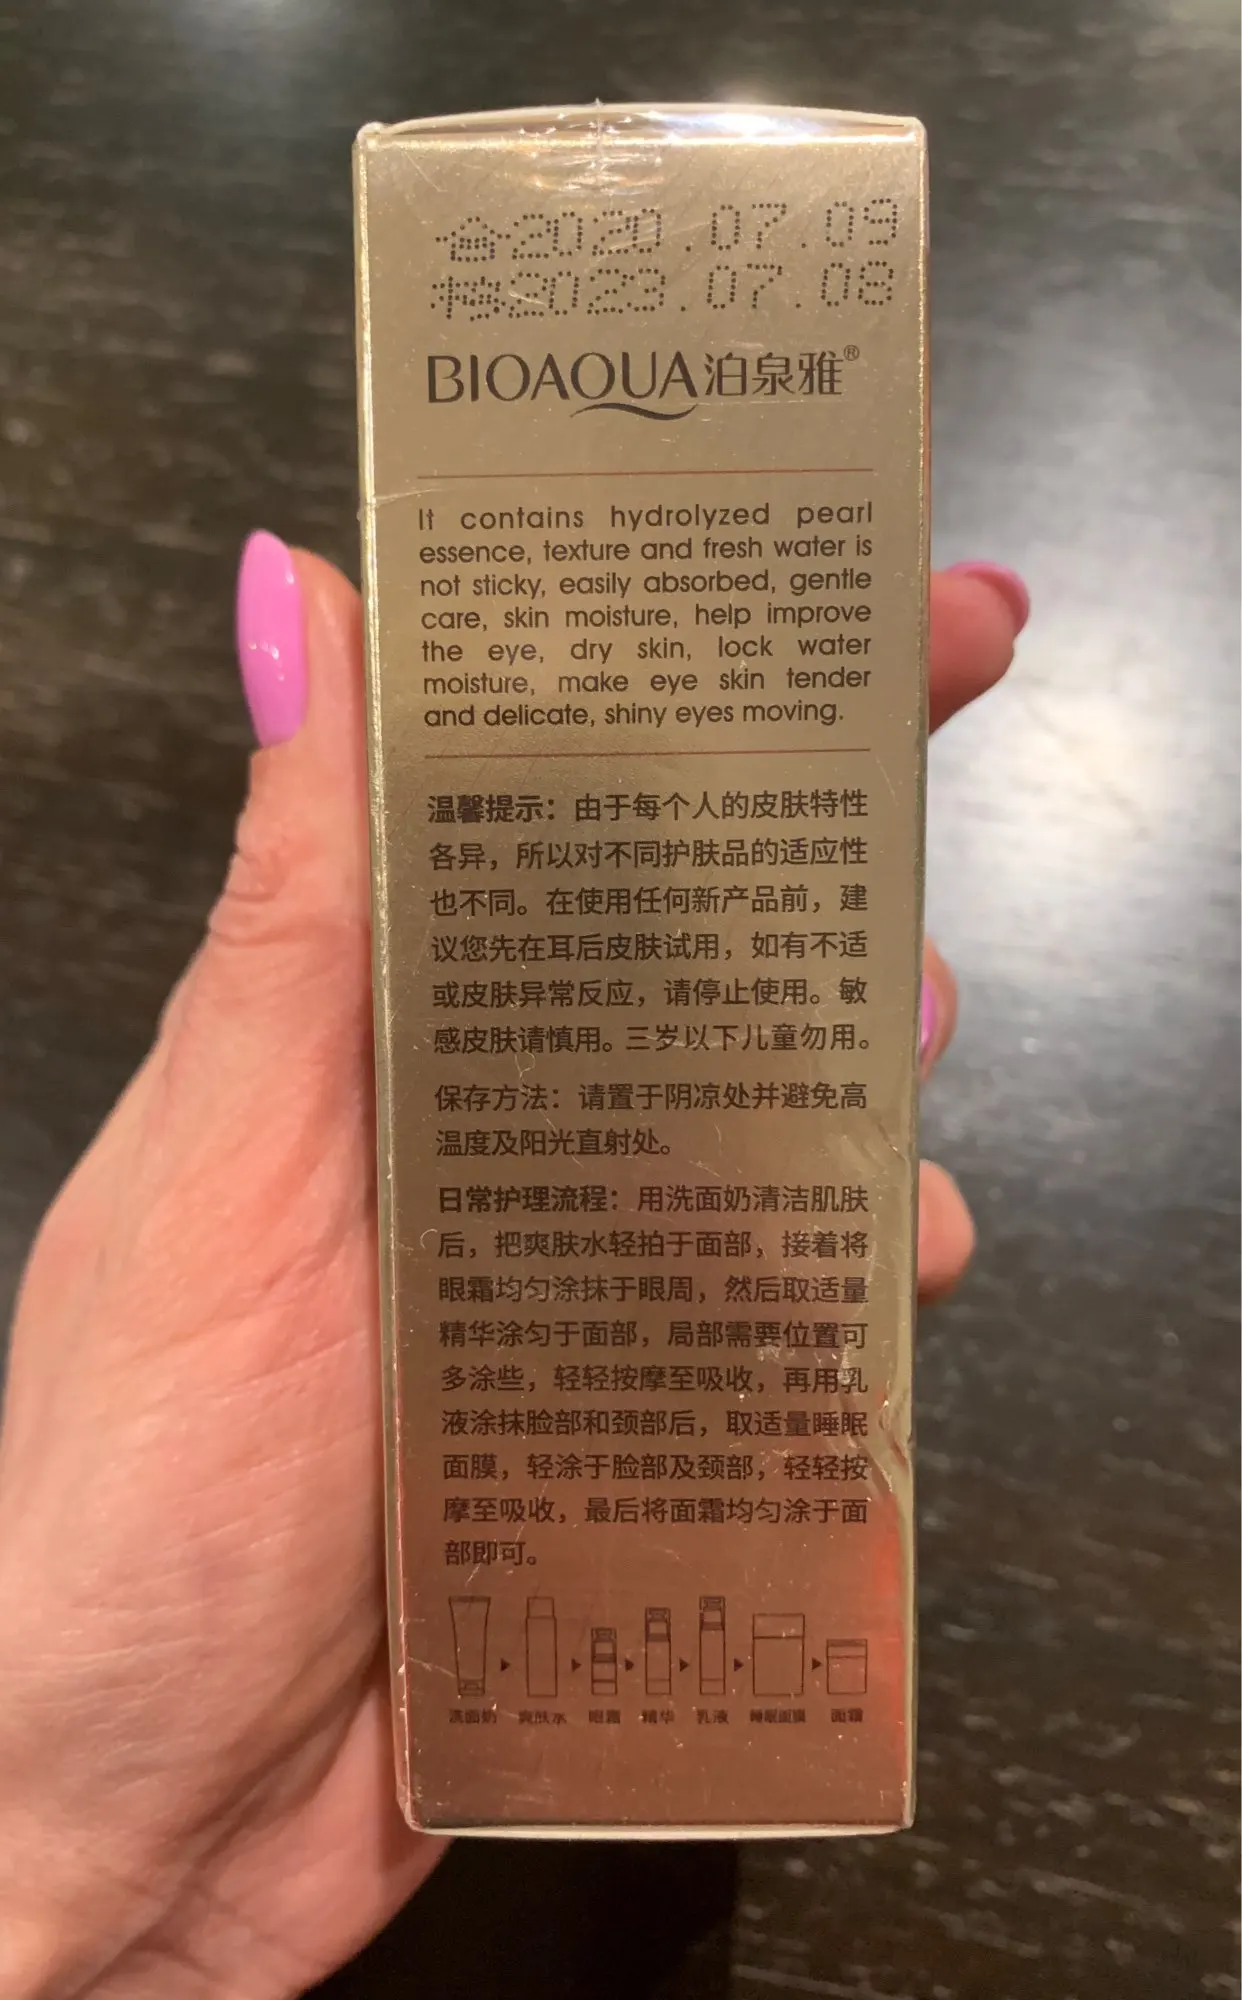 合2020.07.09
格2023.07.08
BIOAQUA泊泉雅®
It contains hydrolyzed pearl
essence, texture and fresh water is
not sticky, easily absorbed, gentle
care, skin moisture, help improve
the eye, dry skin, lock water
moisture, make eye skin tender
and delicate, shiny eyes moving.
温馨提示：由于每个人的皮肤特性
各异，所以对不同护肤品的适应性
也不同。在使用任何新产品前，建
议您先在耳后皮肤试用，如有不适
或皮肤异常反应，请停止使用。敏
感皮肤请慎用。三岁以下儿童勿用。
保存方法：请置于阴凉处并避免高
温度及阳光直射处。
日常护理流程：用洗面奶清洁肌肤
后，把爽肤水轻拍于面部，接着将
眼霜均匀涂抹于眼周，然后取适量
精华涂匀于面部，局部需要位置可
多涂些，轻轻按摩至吸收，再用乳
液涂抹脸部和颈部后，取适量睡眠
面膜，轻涂于脸部及颈部，轻轻按
摩至吸收，最后将面霜均匀涂于面
部即可。
洗面奶 爽肤水 眼霜 精华 乳液 睡眠面膜 面霜